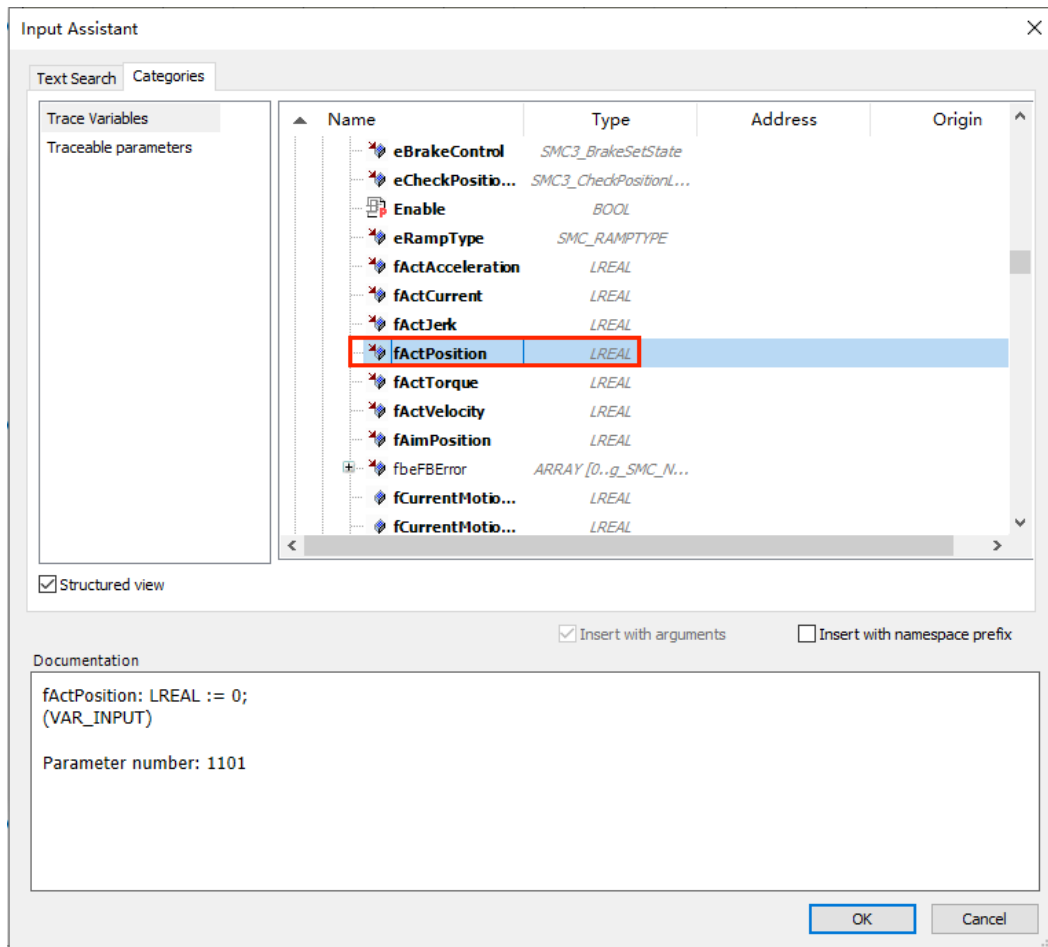 Input Assistant
Text Search Categories
Trace Variables
Traceable parameters
Name Type Address Origin
eBrakeControl SMC3_BrakeSetState
eCheckPositio... SMC3_CheckPositionL...
Enable BOOL
eRampType SMC_RAMPTYPE
fActAcceleration LREAL
fActCurrent LREAL
fActJerk LREAL
fActPosition LREAL
fActTorque LREAL
fActVelocity LREAL
fAimPosition LREAL
fbeFBError ARRAY [0..g_SMC_N...
fCurrentMotio... LREAL
fCurrentMotio... LREAL
Structured view
Insert with arguments Insert with namespace prefix
Documentation
fActPosition: LREAL := 0;
(VAR_INPUT)
Parameter number: 1101
OK Cancel